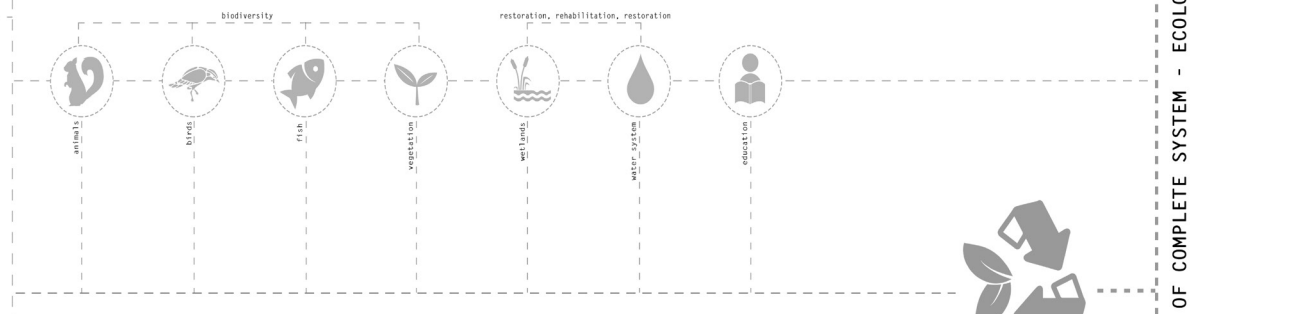 biodiversity
restoration, rehabilitation, restoration
animals
birds
fish
vegetation
wetlands
water system
education
OF COMPLETE SYSTEM - ECOLO